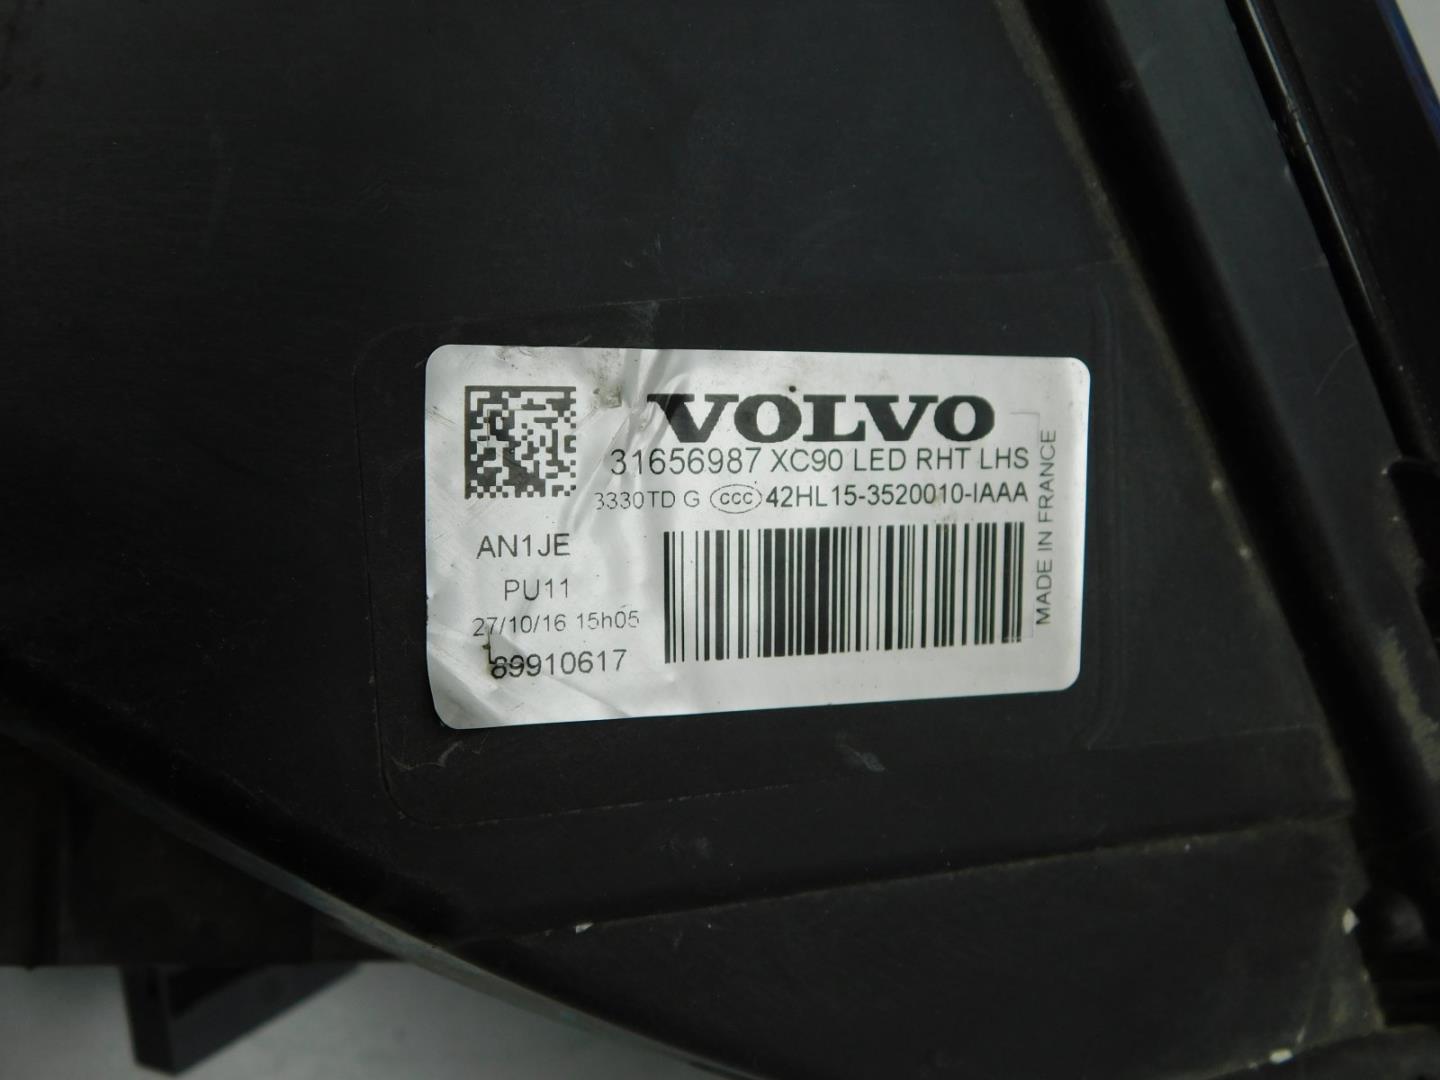 VOLVO
31656987 XC90 LED RHT LHS
3330TD G CCC 42HL15-3520010-IAAA
AN1JE
PU11
27/10/16 15h05
89910617
MADE IN FRANCE